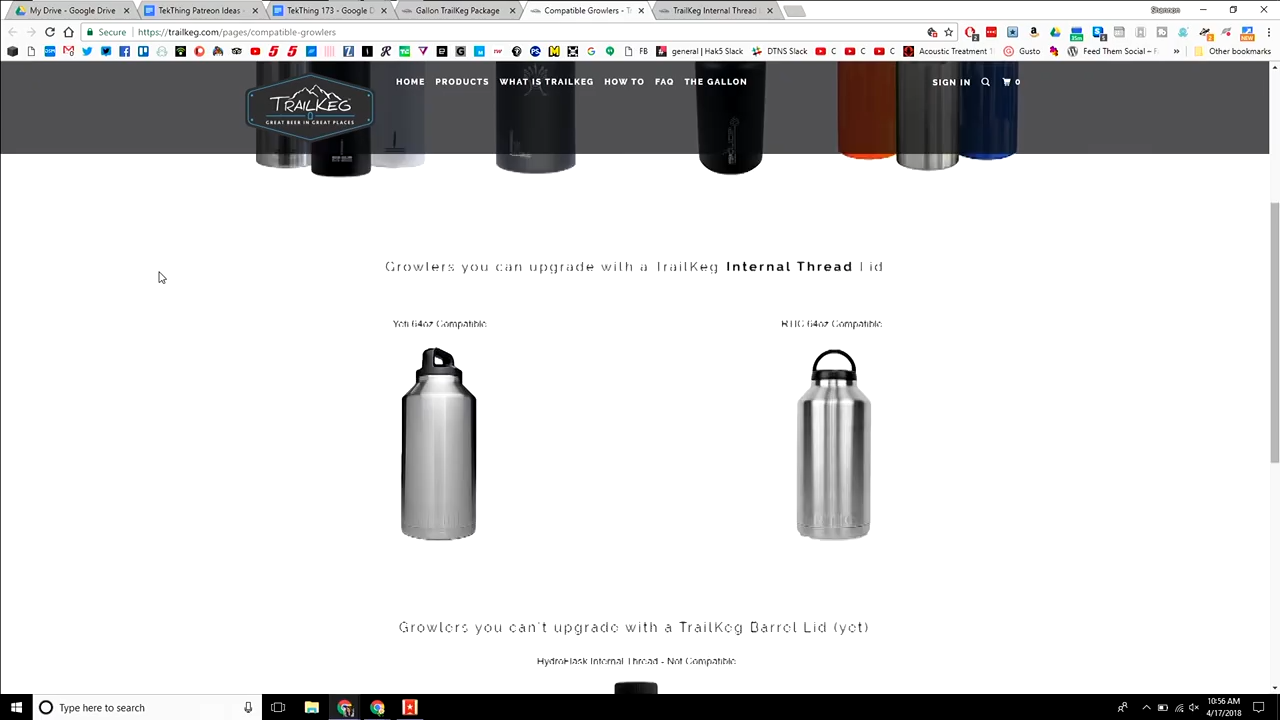 My Drive - Google Drive
TekThing Patreon Ideas -
TekThing 173 - Google D
Gallon TrailKeg Package
Compatible Growlers - T
TrailKeg Internal Thread
Shannon
Secure
https://trailkeg.com/pages/compatible-growlers
FB
general | Hak5 Slack
DTNS Slack
C
C
Acoustic Treatment 1
Gusto
Feed Them Social –
Other bookmarks
TRAILKEG
GREAT BEER IN GREAT PLACES
HOME
PRODUCTS
WHAT IS TRAILKEG
HOW TO
FAQ
THE GALLON
SIGN IN
0
Growlers you can upgrade with a TrailKeg Internal Thread Lid
Yeti 64oz Compatible
RTIC 64oz Compatible
Growlers you can't upgrade with a TrailKeg Barrel Lid (yet)
HydroFlask Internal Thread - Not Compatible
Type here to search
10:56 AM
4/17/2018